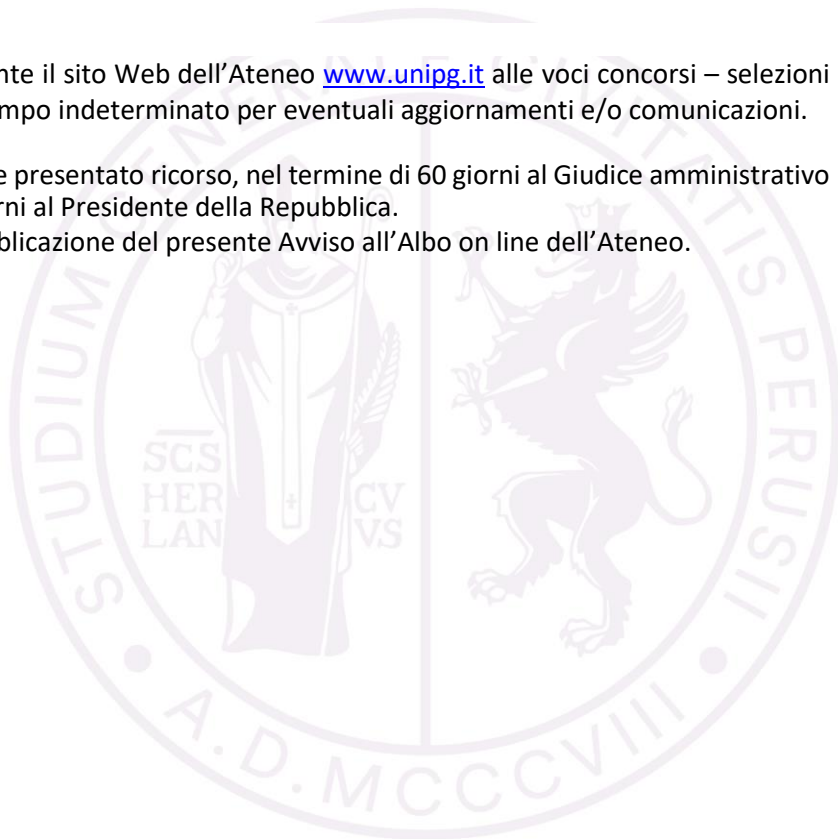 nte il sito Web dell’Ateneo www.unipg.it alle voci concorsi – selezioni
mpo indeterminato per eventuali aggiornamenti e/o comunicazioni.
e presentato ricorso, nel termine di 60 giorni al Giudice amministrativo
rni al Presidente della Repubblica.
blicazione del presente Avviso all’Albo on line dell’Ateneo.
STUDIUM GENERALE CIVITATIS PERUSII
SCS
HER
LAN
CV
VS
A.D. MCCCVIII